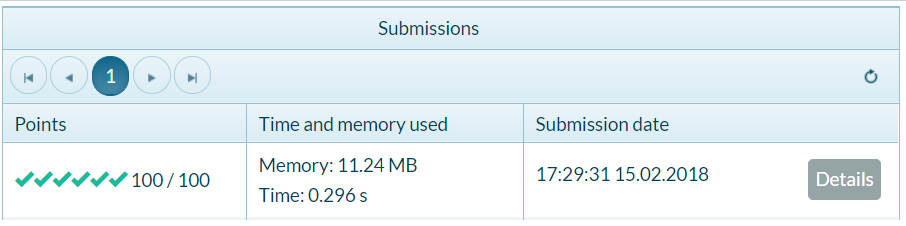 Submissions
1
Points
Time and memory used
Submission date
100 / 100
Memory: 11.24 MB
Time: 0.296 s
17:29:31 15.02.2018
Details